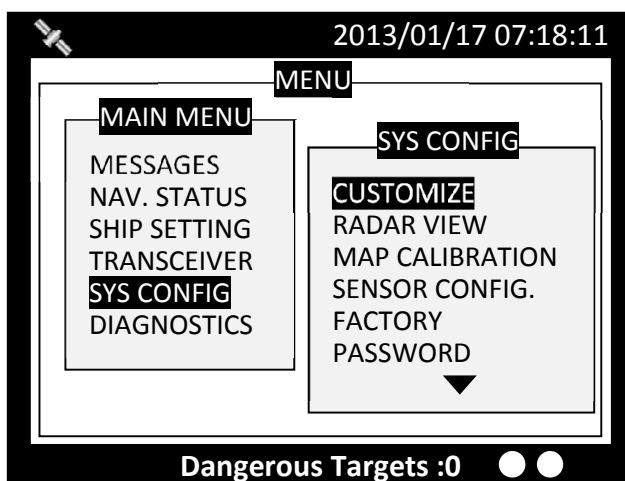 2013/01/17 07:18:11
MENU
MAIN MENU
MESSAGES
NAV. STATUS
SHIP SETTING
TRANSCEIVER
SYS CONFIG
DIAGNOSTICS
SYS CONFIG
CUSTOMIZE
RADAR VIEW
MAP CALIBRATION
SENSOR CONFIG.
FACTORY
PASSWORD
Dangerous Targets :0